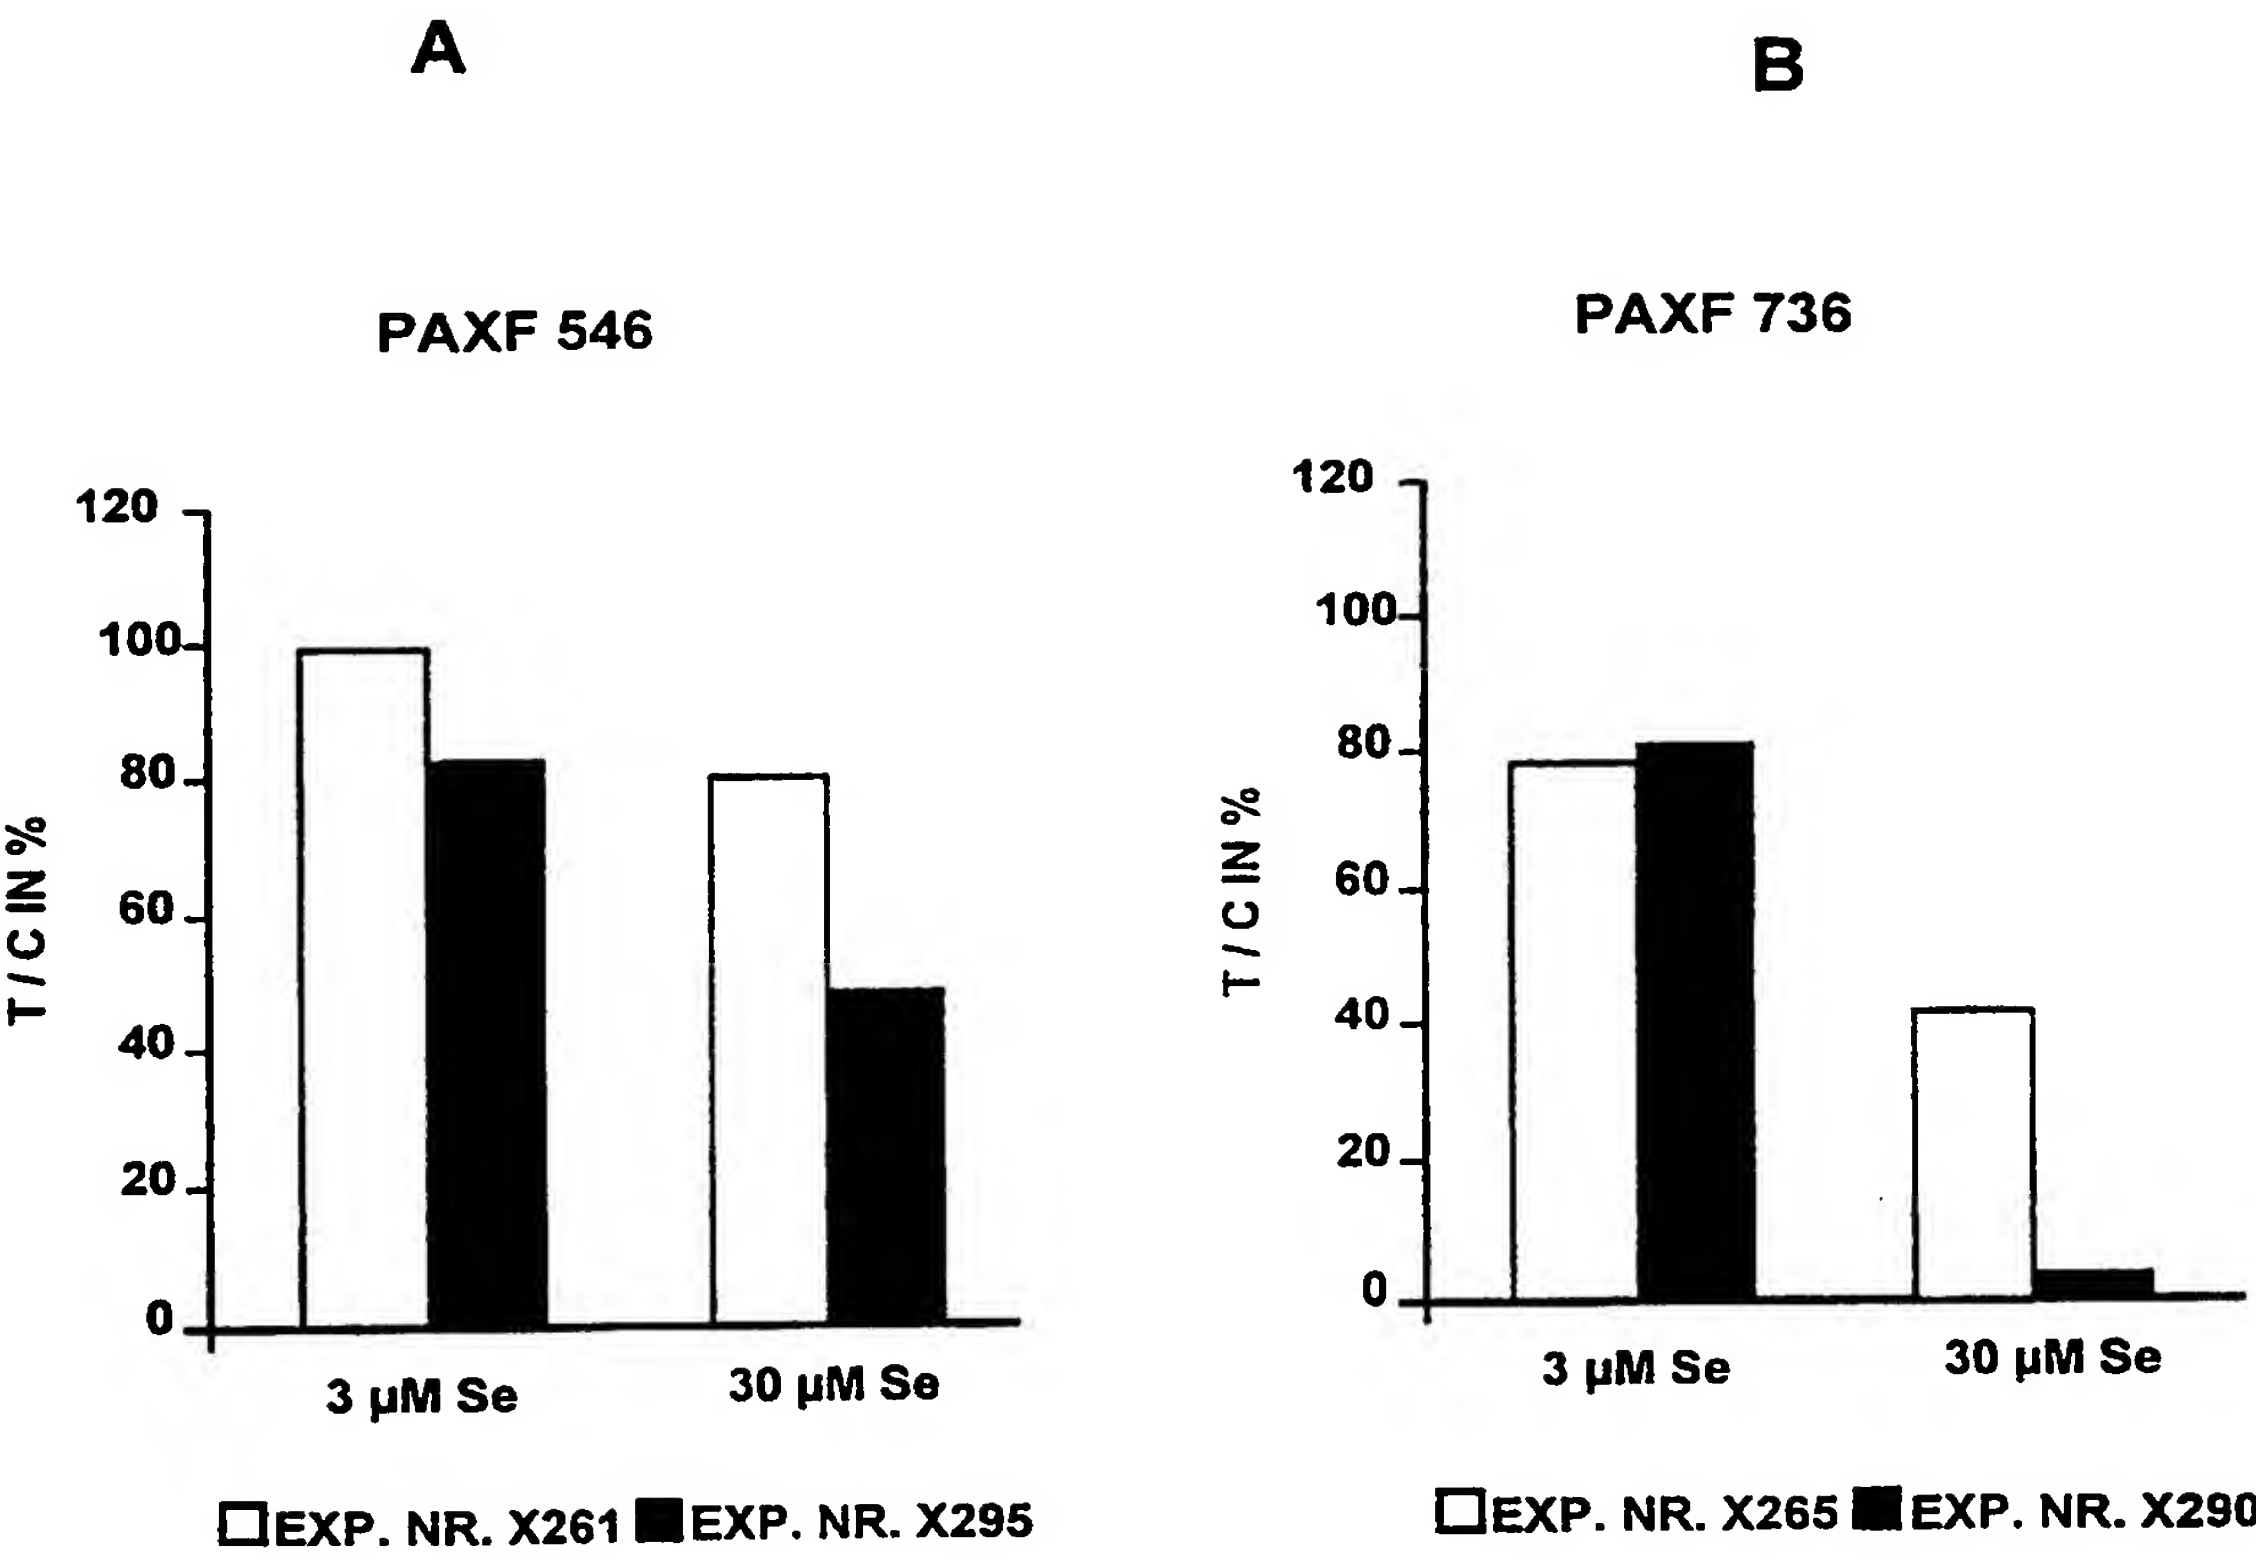 A
PAXF 546
120
100
80
60
40
20
0
T / C IN %
3 µM Se
30 µM Se
EXP. NR. X261 EXP. NR. X295
B
PAXF 736
120
100
80
60
40
20
0
T / C IN %
3 µM Se
30 µM Se
EXP. NR. X265 EXP. NR. X290